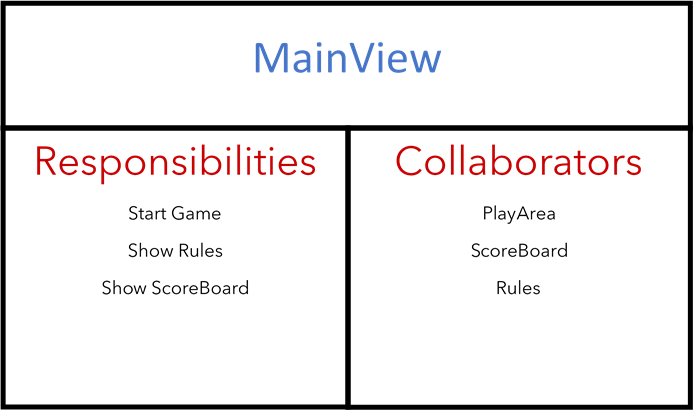 MainView
Responsibilities
Start Game
Show Rules
Show ScoreBoard
Collaborators
PlayArea
ScoreBoard
Rules